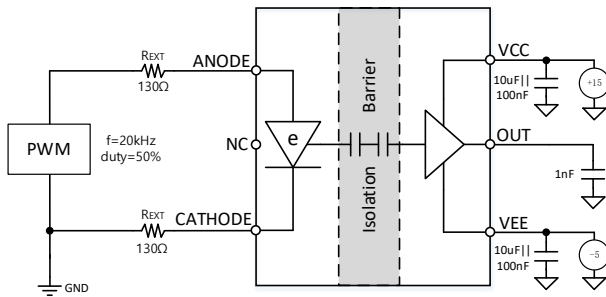 REXT
130Ω
ANODE
PWM
f=20kHz
duty=50%
NC
e
Isolation Barrier
VCC
10uF||
100nF
+15
OUT
1nF
REXT
130Ω
CATHODE
VEE
10uF||
100nF
−5
GND